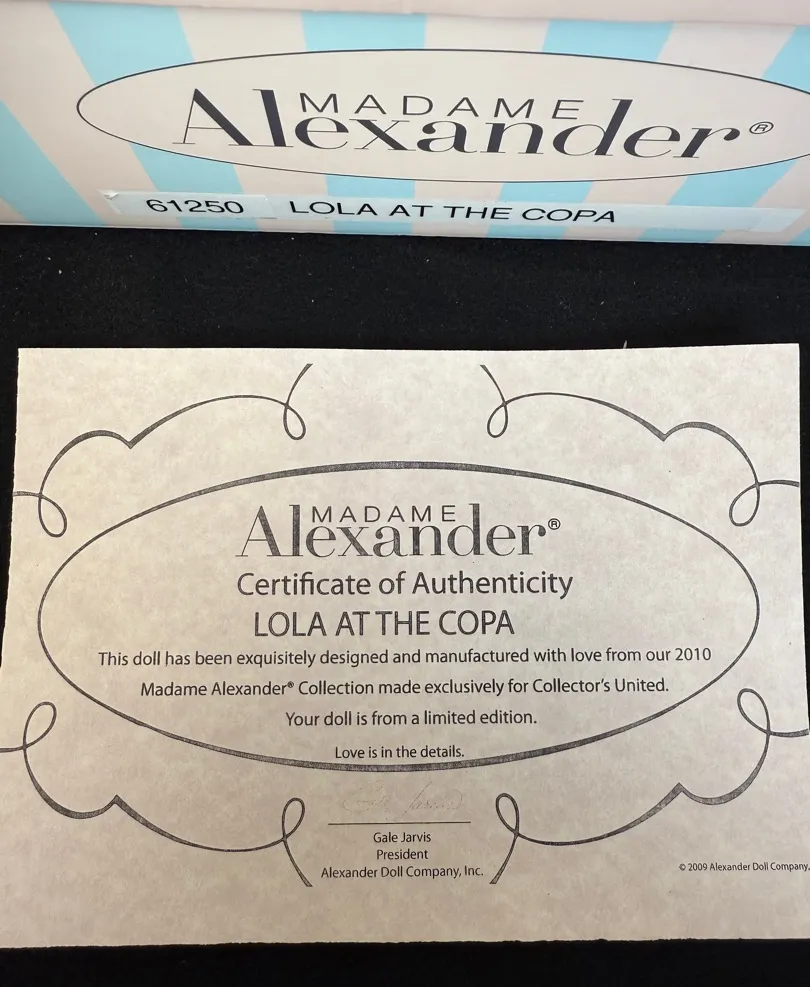 MADAME
Alexander®
61250 LOLA AT THE COPA
MADAME
Alexander®
Certificate of Authenticity
LOLA AT THE COPA
This doll has been exquisitely designed and manufactured with love from our 2010
Madame Alexander® Collection made exclusively for Collector's United.
Your doll is from a limited edition.
Love is in the details.
Gale Jarvis
President
Alexander Doll Company, Inc.
© 2009 Alexander Doll Company,